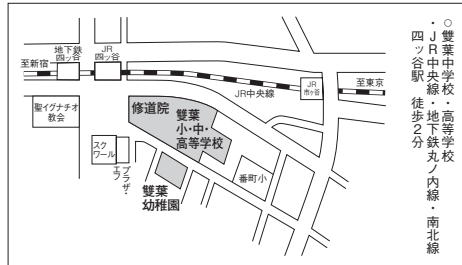 ○雙葉中学校・高等学校
・JR中央線・地下鉄丸ノ内線・南北線
四ッ谷駅 徒歩2分
地下鉄
四ッ谷
JR
四ッ谷
至新宿
JR中央線
JR
市ヶ谷
至東京
聖イグナチオ
教会
修道院
雙葉
小・中・
高等学校
スク
ワール
プラザ・
エフ
番町小
雙葉
幼稚園